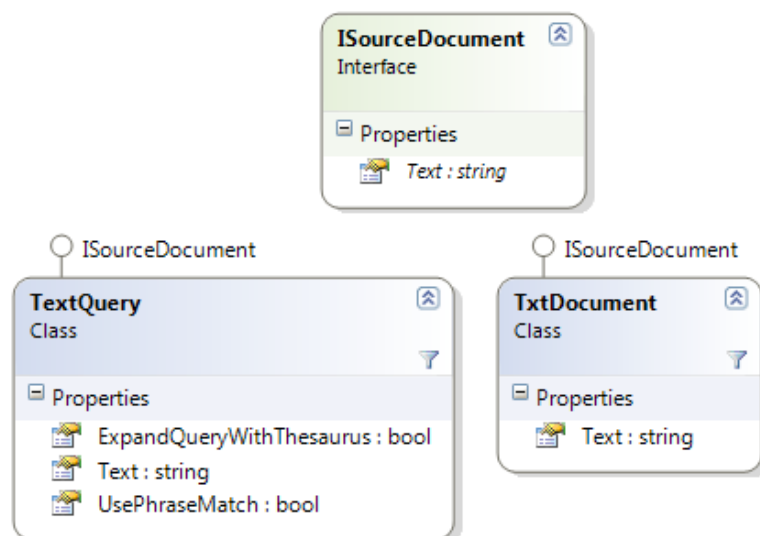 ISourceDocument
Interface
Properties
Text : string
ISourceDocument
TextQuery
Class
Properties
ExpandQueryWithThesaurus : bool
Text : string
UsePhraseMatch : bool
ISourceDocument
TxtDocument
Class
Properties
Text : string